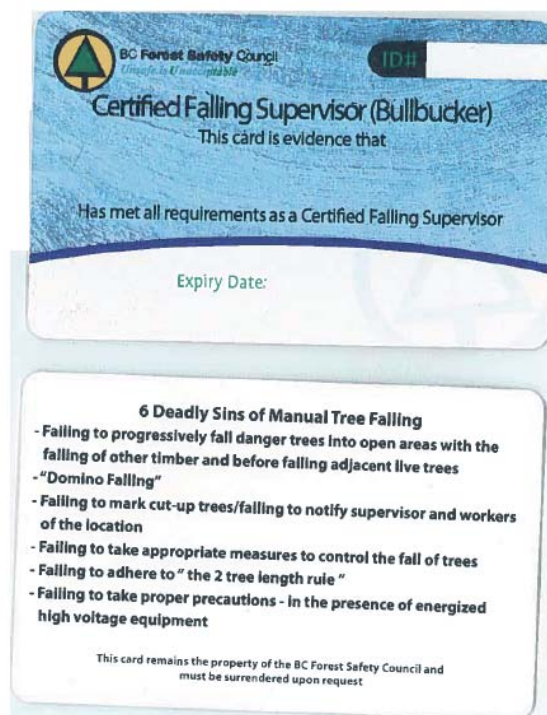 BC Forest Safety Council
Unsafe is Unacceptable
ID#
Certified Falling Supervisor (Bullbucker)
This card is evidence that
Has met all requirements as a Certified Falling Supervisor
Expiry Date:
6 Deadly Sins of Manual Tree Falling
- Failing to progressively fall danger trees into open areas with the
falling of other timber and before falling adjacent live trees
- "Domino Falling"
- Failing to mark cut-up trees/failing to notify supervisor and workers
of the location
- Failing to take appropriate measures to control the fall of trees
- Failing to adhere to " the 2 tree length rule "
- Failing to take proper precautions - in the presence of energized
high voltage equipment
This card remains the property of the BC Forest Safety Council and
must be surrendered upon request